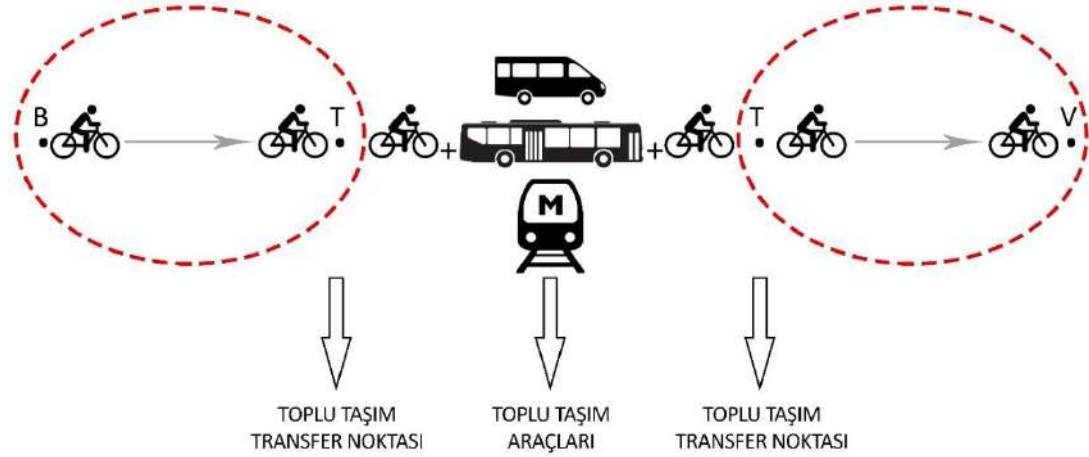 B T + + T V
M
TOPLU TAŞIM TOPLU TAŞIM TOPLU TAŞIM
TRANSFER NOKTASI ARAÇLARI TRANSFER NOKTASI